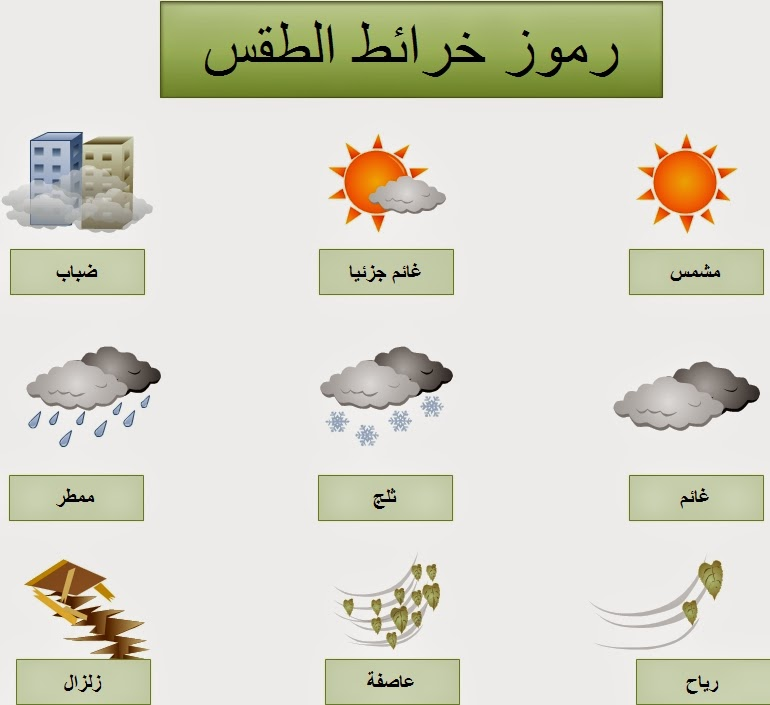 رموز خرائط الطقس
مشمس
غائم جزئيا
ضباب
غائم
ثلج
ممطر
رياح
عاصفة
زلزال